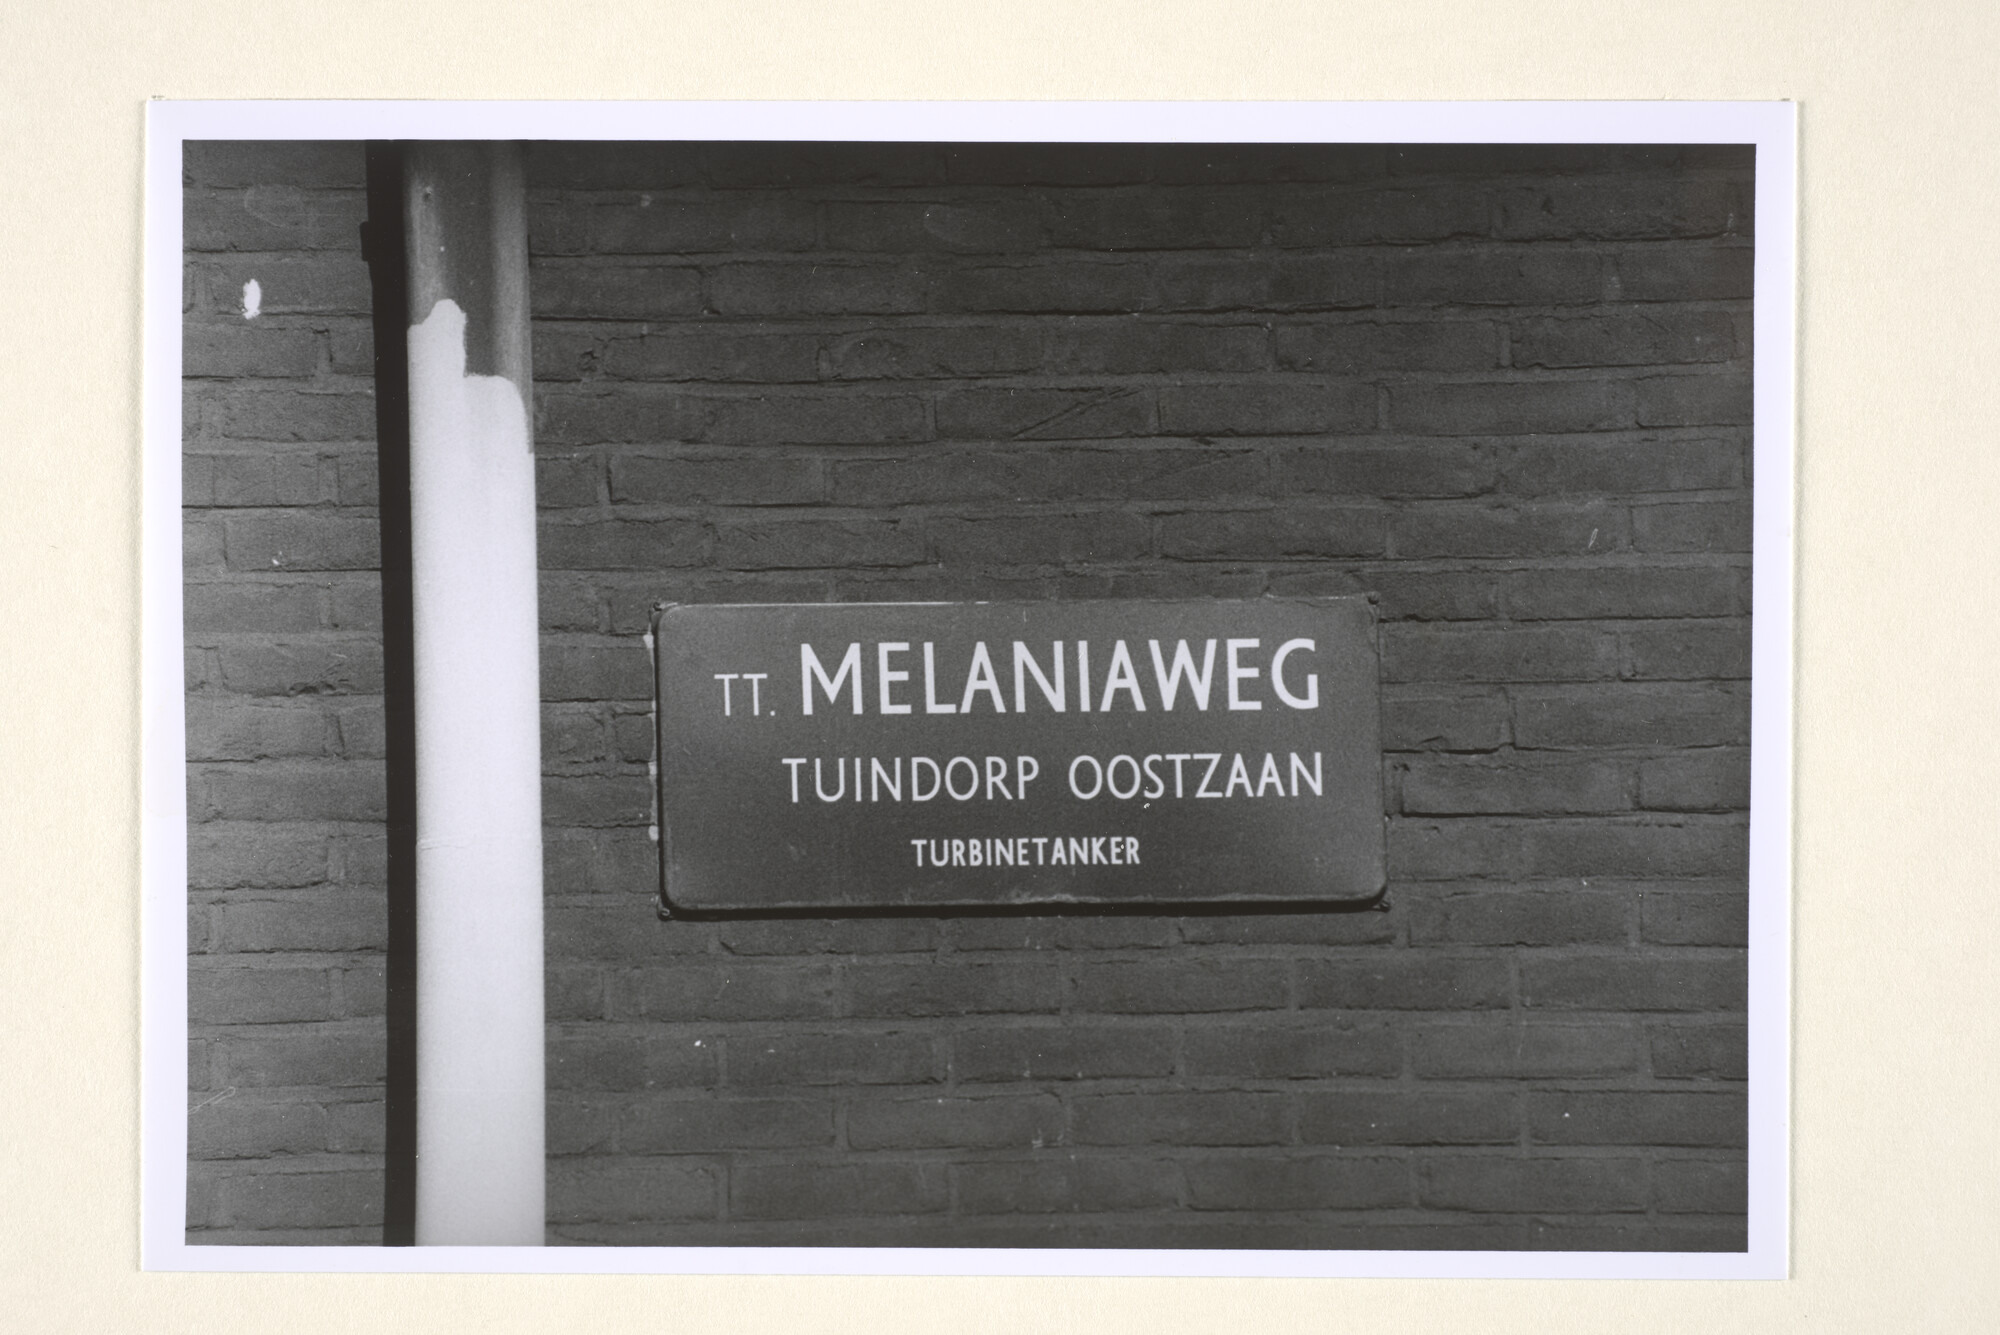 TT. MELANIAWEG
TUINDORP OOSTZAAN
TURBINETANKER